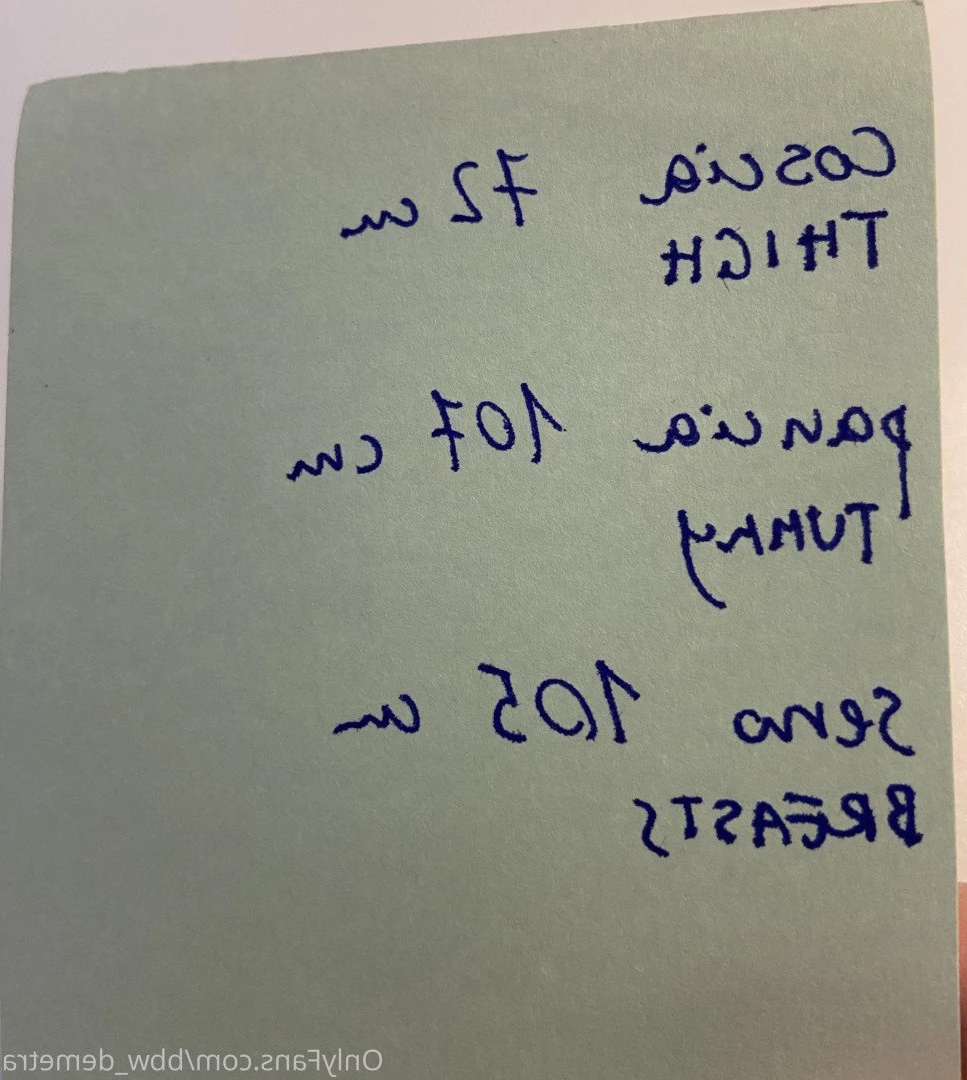 Coscia 72 cm
THIGH
pancia 107 cm
TUMMY
Seno 105 cm
BREASTS
OnlyFans.com/bbw_demetra